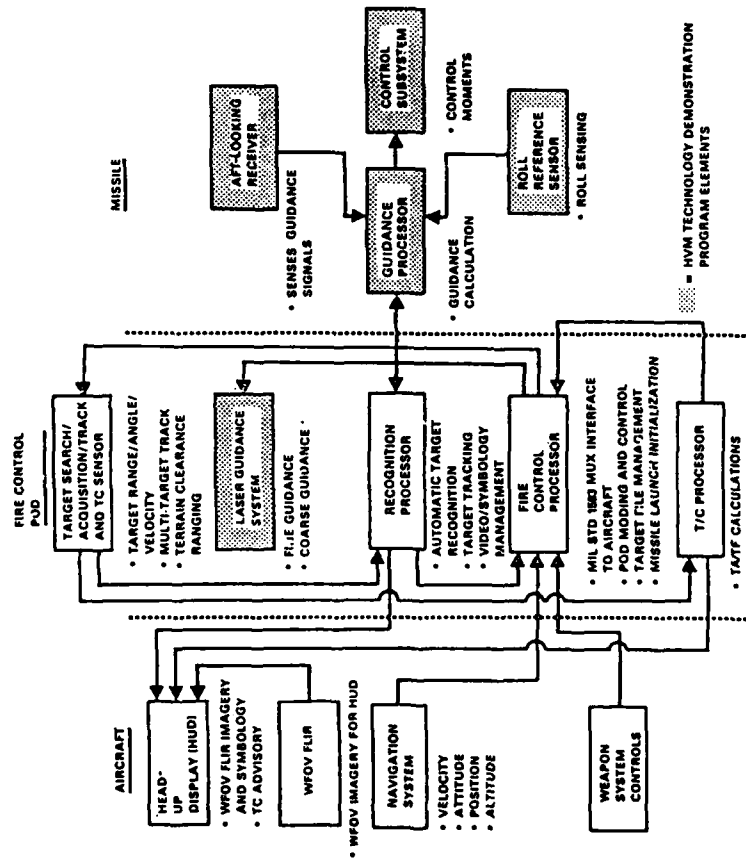 AIRCRAFT
HEAD
UP
DISPLAY (HUD)
• WFOV FLIR IMAGERY
AND SYMBOLOGY
• TC ADVISORY
WFOV FLIR
• WFOV IMAGERY FOR HUD
NAVIGATION
SYSTEM
• VELOCITY
• ATTITUDE
• POSITION
• ALTITUDE
WEAPON
SYSTEM
CONTROLS
FIRE CONTROL
POD
TARGET SEARCH/
ACQUISITION/TRACK
AND TC SENSOR
• TARGET RANGE/ANGLE/
VELOCITY
• MULTI-TARGET TRACK
• TERRAIN CLEARANCE
RANGING
LASER GUIDANCE
SYSTEM
• FINE GUIDANCE
• COARSE GUIDANCE
RECOGNITION
PROCESSOR
• AUTOMATIC TARGET
RECOGNITION
• TARGET TRACKING
• VIDEO/SYMBOLOGY
MANAGEMENT
FIRE
CONTROL
PROCESSOR
• MIL STD 1553 MUX INTERFACE
TO AIRCRAFT
• POD MODING AND CONTROL
• TARGET FILE MANAGEMENT
• MISSILE LAUNCH INITIALIZATION
T/C PROCESSOR
• TA/TF CALCULATIONS
MISSILE
AFT-LOOKING
RECEIVER
• SENSES GUIDANCE
SIGNALS
GUIDANCE
PROCESSOR
• GUIDANCE
CALCULATION
CONTROL
SUBSYSTEM
• CONTROL
MOMENTS
ROLL
REFERENCE
SENSOR
• ROLL SENSING
= HVM TECHNOLOGY DEMONSTRATION
PROGRAM ELEMENTS